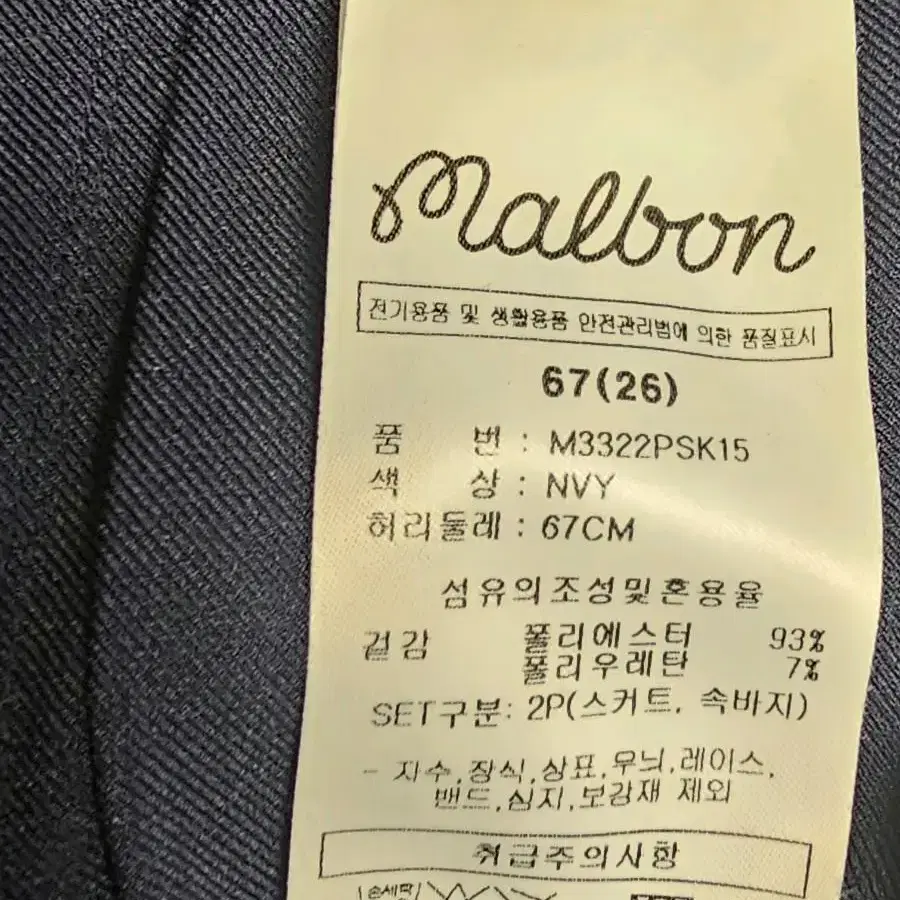 malbon
전기용품 및 생활용품 안전관리법에 의한 품질표시
67(26)
품 번 : M3322PSK15
색 상 : NVY
허리둘레 : 67CM
섬유의조성및혼용율
겉감 폴리에스터 93%
폴리우레탄 7%
SET구분: 2P(스커트, 속바지)
- 자수,장식,상표,무늬,레이스,
밴드,심지,보강재 제외
취급주의사항
손세탁